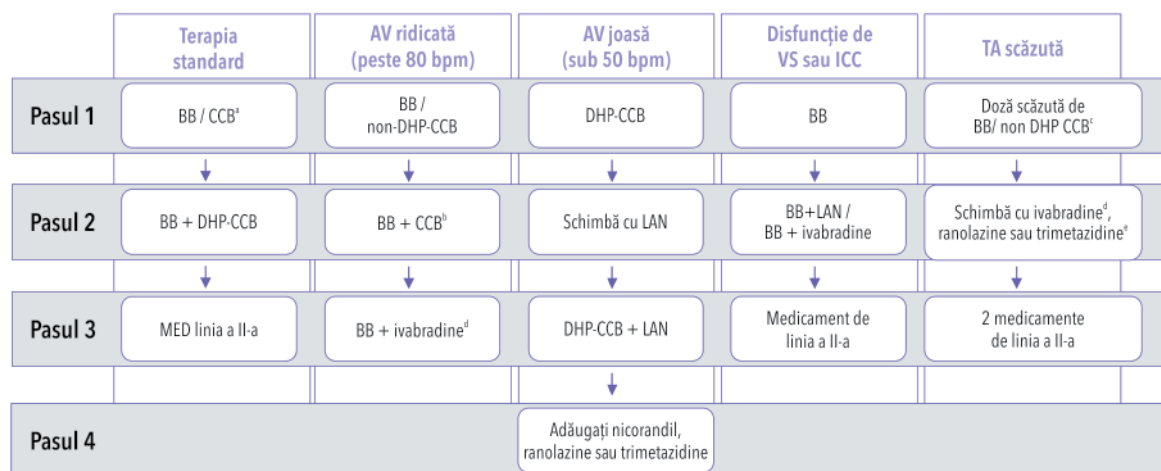 Terapia
standard
AV ridicată
(peste 80 bpm)
AV joasă
(sub 50 bpm)
Disfuncție de
VS sau ICC
TA scăzută
Pasul 1
BB / CCBᵃ
BB /
non-DHP-CCB
DHP-CCB
BB
Doză scăzută de
BB/ non DHP CCBᶜ
Pasul 2
BB + DHP-CCB
BB + CCBᵇ
Schimbă cu LAN
BB+LAN /
BB + ivabradine
Schimbă cu ivabradineᵈ,
ranolazine sau trimetazidineᵉ
Pasul 3
MED linia a II-a
BB + ivabradineᵈ
DHP-CCB + LAN
Medicament de
linia a II-a
2 medicamente
de linia a II-a
Pasul 4
Adăugați nicorandil,
ranolazine sau trimetazidine